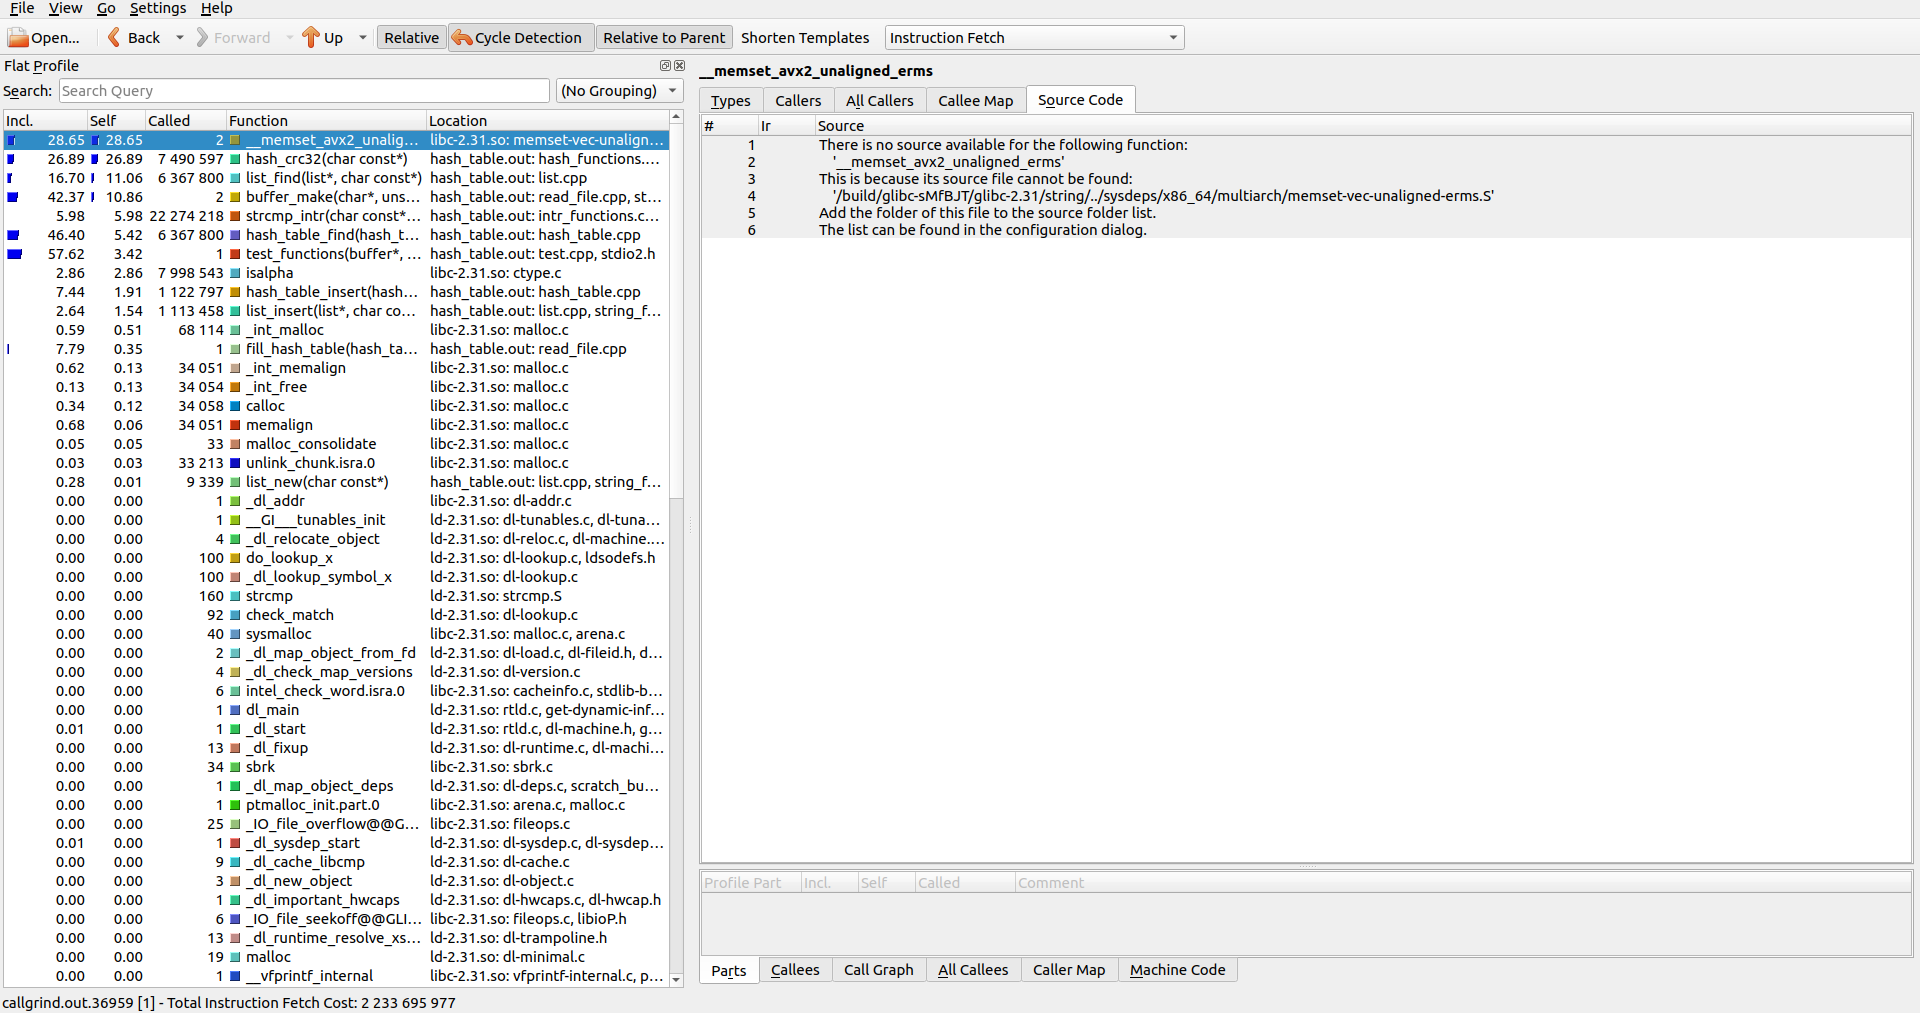 File View Go Settings Help
Open... Back Forward Up Relative Cycle Detection Relative to Parent Shorten Templates Instruction Fetch
Flat Profile
Search: Search Query (No Grouping)
Incl. Self Called Function Location
28.65 28.65 2 __memset_avx2_unalig... libc-2.31.so: memset-vec-unalign...
26.89 26.89 7 490 597 hash_crc32(char const*) hash_table.out: hash_functions....
16.70 11.06 6 367 800 list_find(list*, char const*) hash_table.out: list.cpp
42.37 10.86 2 buffer_make(char*, uns... hash_table.out: read_file.cpp, st...
5.98 5.98 22 274 218 strcmp_intr(char const*... hash_table.out: intr_functions.c...
46.40 5.42 6 367 800 hash_table_find(hash_t... hash_table.out: hash_table.cpp
57.62 3.42 1 test_functions(buffer*, ... hash_table.out: test.cpp, stdio2.h
2.86 2.86 7 998 543 isalpha libc-2.31.so: ctype.c
7.44 1.91 1 122 797 hash_table_insert(hash... hash_table.out: hash_table.cpp
2.64 1.54 1 113 458 list_insert(list*, char co... hash_table.out: list.cpp, string_f...
0.59 0.51 68 114 _int_malloc libc-2.31.so: malloc.c
7.79 0.35 1 fill_hash_table(hash_ta... hash_table.out: read_file.cpp
0.62 0.13 34 051 _int_memalign libc-2.31.so: malloc.c
0.13 0.13 34 054 _int_free libc-2.31.so: malloc.c
0.34 0.12 34 058 calloc libc-2.31.so: malloc.c
0.68 0.06 34 051 memalign libc-2.31.so: malloc.c
0.05 0.05 33 malloc_consolidate libc-2.31.so: malloc.c
0.03 0.03 33 213 unlink_chunk.isra.0 libc-2.31.so: malloc.c
0.28 0.01 9 339 list_new(char const*) hash_table.out: list.cpp, string_f...
0.00 0.00 1 _dl_addr libc-2.31.so: dl-addr.c
0.00 0.00 1 __GI___tunables_init ld-2.31.so: dl-tunables.c, dl-tuna...
0.00 0.00 4 _dl_relocate_object ld-2.31.so: dl-reloc.c, dl-machine....
0.00 0.00 100 do_lookup_x ld-2.31.so: dl-lookup.c, ldsodefs.h
0.00 0.00 100 _dl_lookup_symbol_x ld-2.31.so: dl-lookup.c
0.00 0.00 160 strcmp ld-2.31.so: strcmp.S
0.00 0.00 92 check_match ld-2.31.so: dl-lookup.c
0.00 0.00 40 sysmalloc libc-2.31.so: malloc.c, arena.c
0.00 0.00 2 _dl_map_object_from_fd ld-2.31.so: dl-load.c, dl-fileid.h, d...
0.00 0.00 4 _dl_check_map_versions ld-2.31.so: dl-version.c
0.00 0.00 6 intel_check_word.isra.0 libc-2.31.so: cacheinfo.c, stdlib-b...
0.00 0.00 1 dl_main ld-2.31.so: rtld.c, get-dynamic-inf...
0.01 0.00 1 _dl_start ld-2.31.so: rtld.c, dl-machine.h, g...
0.00 0.00 13 _dl_fixup ld-2.31.so: dl-runtime.c, dl-machi...
0.00 0.00 34 sbrk libc-2.31.so: sbrk.c
0.00 0.00 1 _dl_map_object_deps ld-2.31.so: dl-deps.c, scratch_bu...
0.00 0.00 1 ptmalloc_init.part.0 libc-2.31.so: arena.c, malloc.c
0.00 0.00 25 _IO_file_overflow@@G... libc-2.31.so: fileops.c
0.01 0.00 1 _dl_sysdep_start ld-2.31.so: dl-sysdep.c, dl-sysdep...
0.00 0.00 9 _dl_cache_libcmp ld-2.31.so: dl-cache.c
0.00 0.00 3 _dl_new_object ld-2.31.so: dl-object.c
0.00 0.00 1 _dl_important_hwcaps ld-2.31.so: dl-hwcaps.c, dl-hwcap.h
0.00 0.00 6 _IO_file_seekoff@@GLI... libc-2.31.so: fileops.c, libioP.h
0.00 0.00 13 _dl_runtime_resolve_xs... ld-2.31.so: dl-trampoline.h
0.00 0.00 19 malloc ld-2.31.so: dl-minimal.c
0.00 0.00 1 __vfprintf_internal libc-2.31.so: vfprintf-internal.c, p...
__memset_avx2_unaligned_erms
Types Callers All Callers Callee Map Source Code
# Ir Source
1 There is no source available for the following function:
2 '__memset_avx2_unaligned_erms'
3 This is because its source file cannot be found:
4 '/build/glibc-sMfBJT/glibc-2.31/string/../sysdeps/x86_64/multiarch/memset-vec-unaligned-erms.S'
5 Add the folder of this file to the source folder list.
6 The list can be found in the configuration dialog.
Profile Part Incl. Self Called Comment
Parts Callees Call Graph All Callees Caller Map Machine Code
callgrind.out.36959 [1] - Total Instruction Fetch Cost: 2 233 695 977